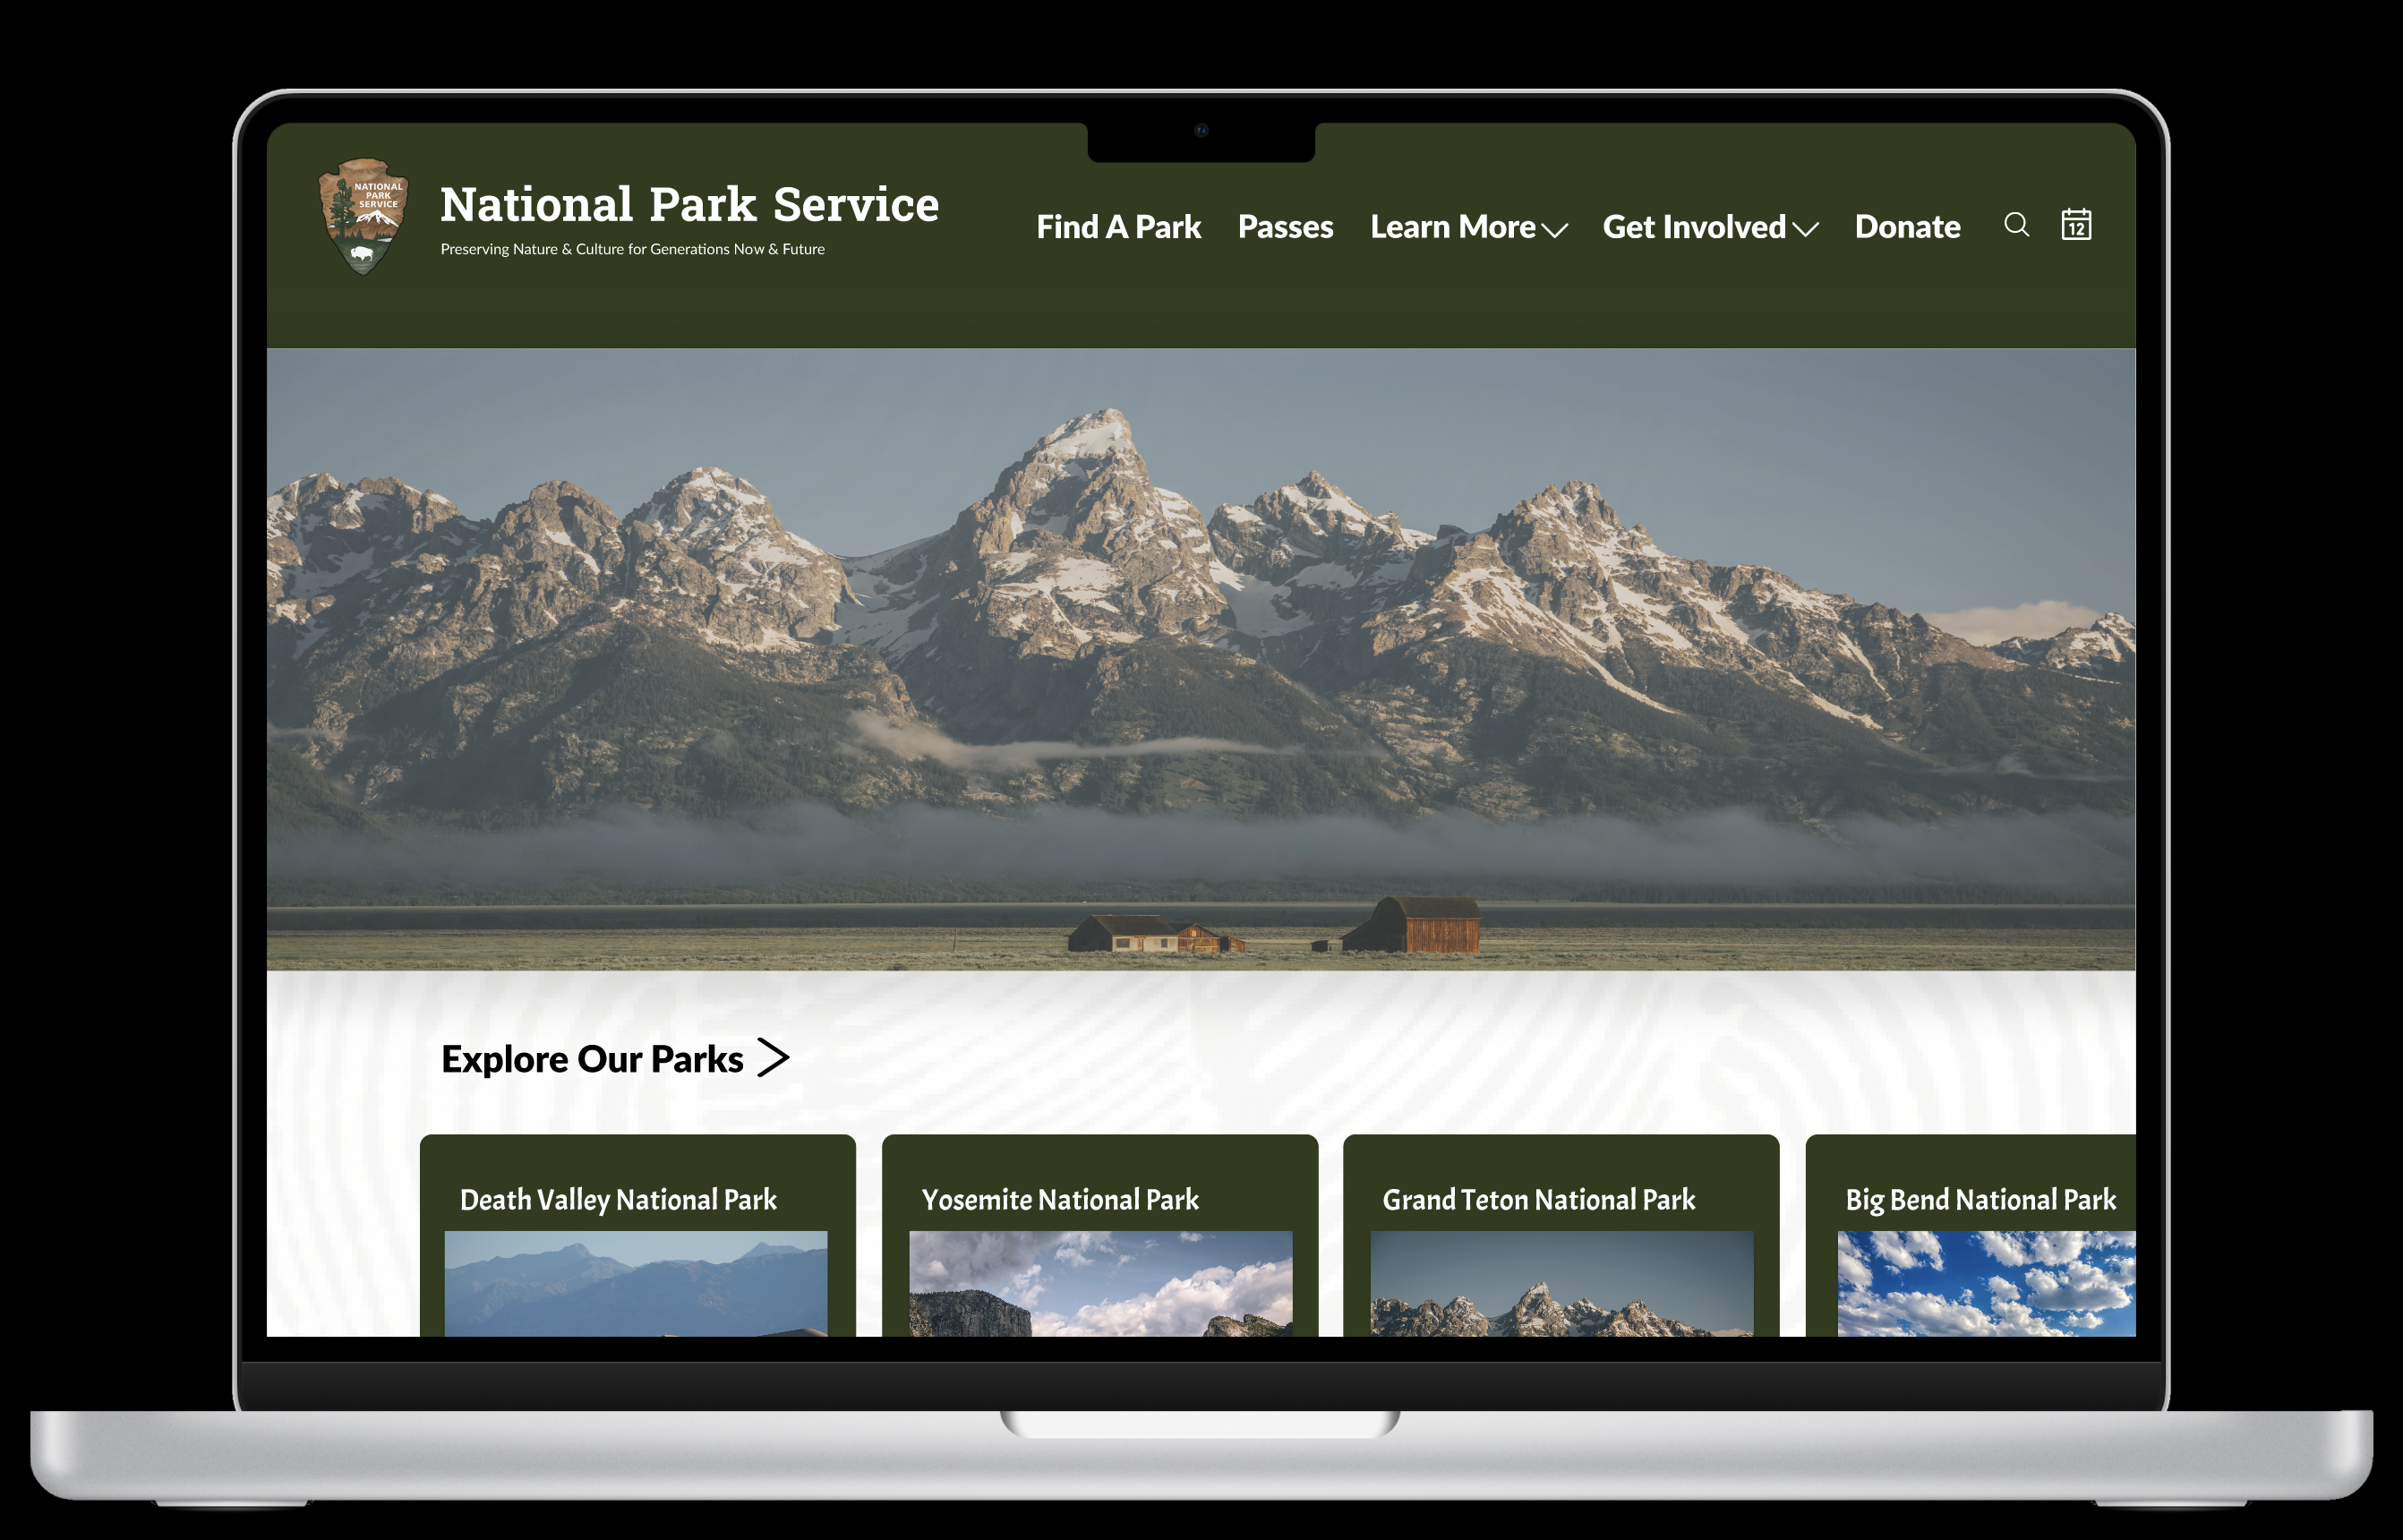 NATIONAL
PARK
SERVICE
National Park Service
Preserving Nature & Culture for Generations Now & Future
Find A Park Passes Learn More Get Involved Donate 12
Explore Our Parks
Death Valley National Park
Yosemite National Park
Grand Teton National Park
Big Bend National Park